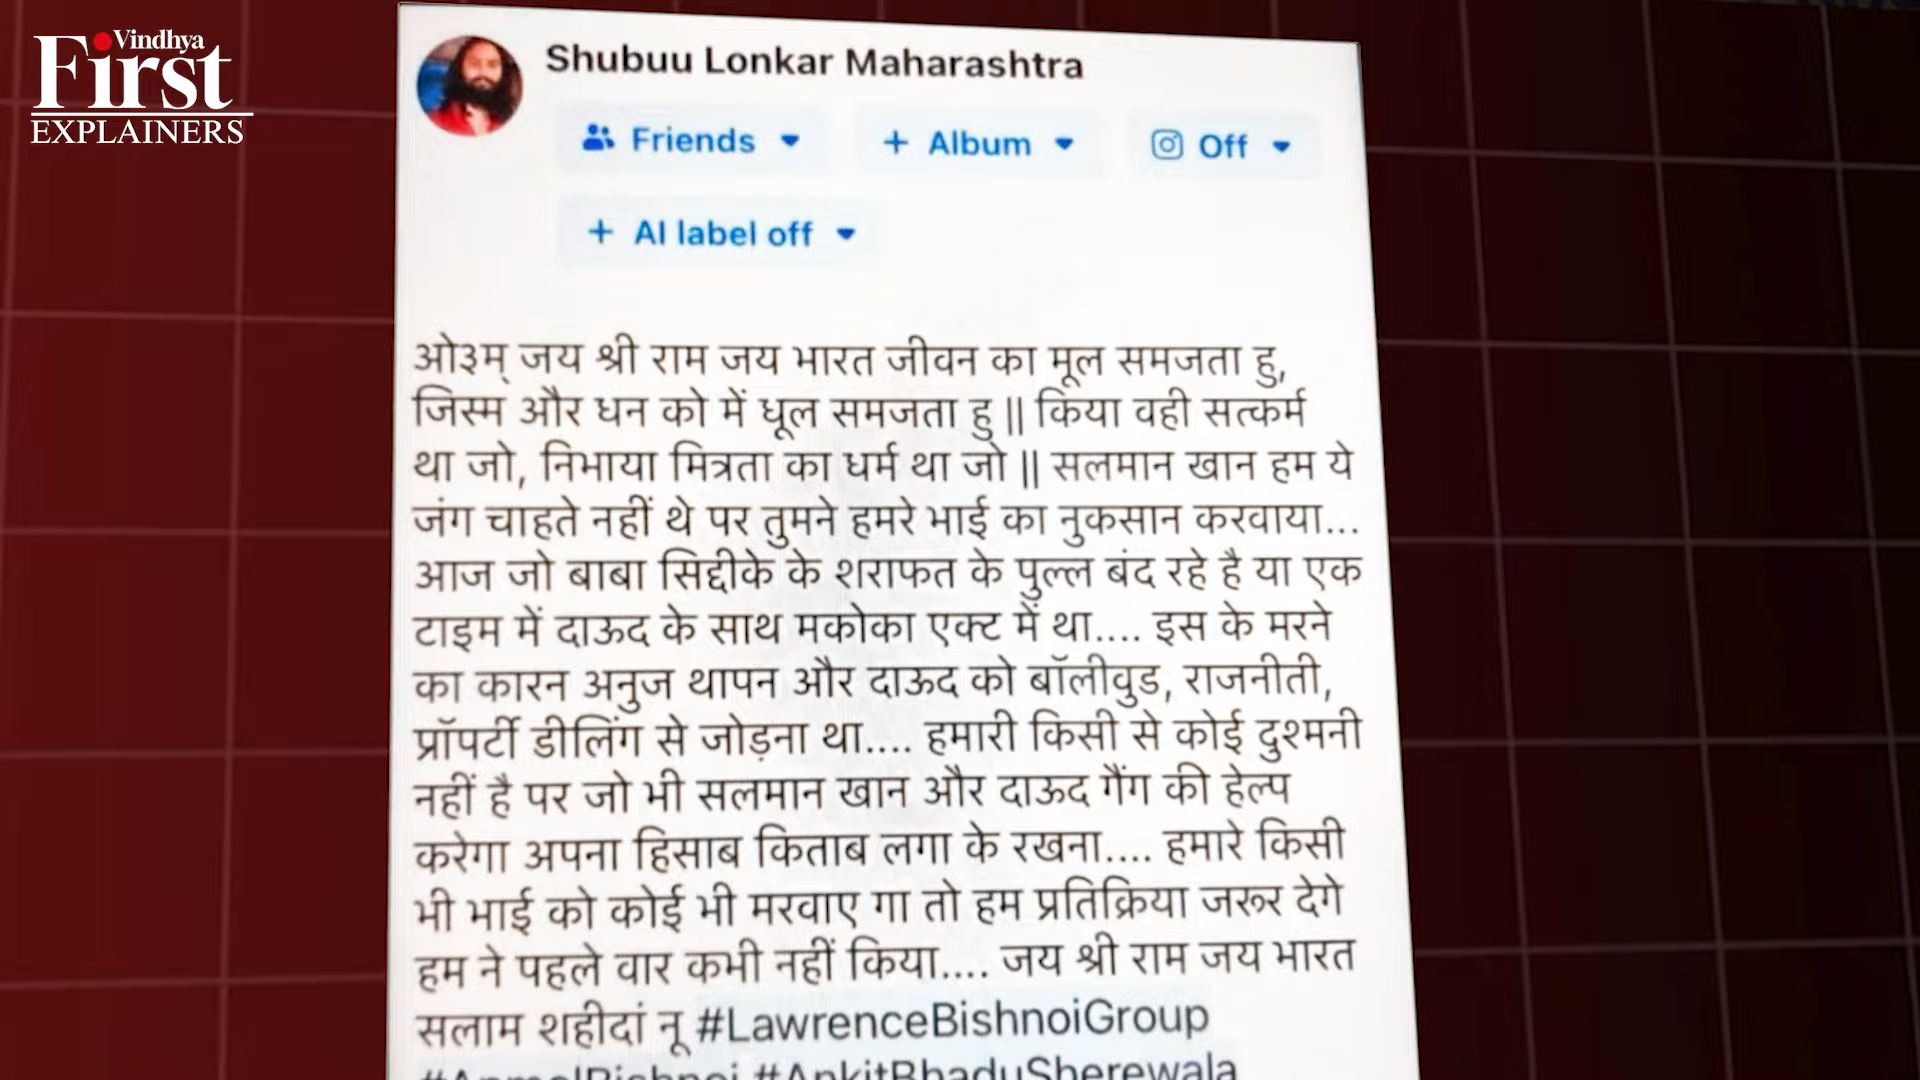 Vindhya
First
EXPLAINERS
Shubuu Lonkar Maharashtra
Friends
+ Album
Off
+ AI label off
ओ३म् जय श्री राम जय भारत जीवन का मूल समजता हु,
जिस्म और धन को में धूल समजता हु || किया वही सत्कर्म
था जो, निभाया मित्रता का धर्म था जो || सलमान खान हम ये
जंग चाहते नहीं थे पर तुमने हमरे भाई का नुकसान करवाया...
आज जो बाबा सिद्दीके के शराफत के पुल्ल बंद रहे है या एक
टाइम में दाऊद के साथ मकोका एक्ट में था.... इस के मरने
का कारन अनुज थापन और दाऊद को बॉलीवुड, राजनीती,
प्रॉपर्टी डीलिंग से जोड़ना था.... हमारी किसी से कोई दुश्मनी
नहीं है पर जो भी सलमान खान और दाऊद गैंग की हेल्प
करेगा अपना हिसाब किताब लगा के रखना.... हमारे किसी
भी भाई को कोई भी मरवाए गा तो हम प्रतिक्रिया जरूर देगे
हम ने पहले वार कभी नहीं किया.... जय श्री राम जय भारत
सलाम शहीदां नू #LawrenceBishnoiGroup
#AnmolBishnoi #AnkitBhaduSherewala